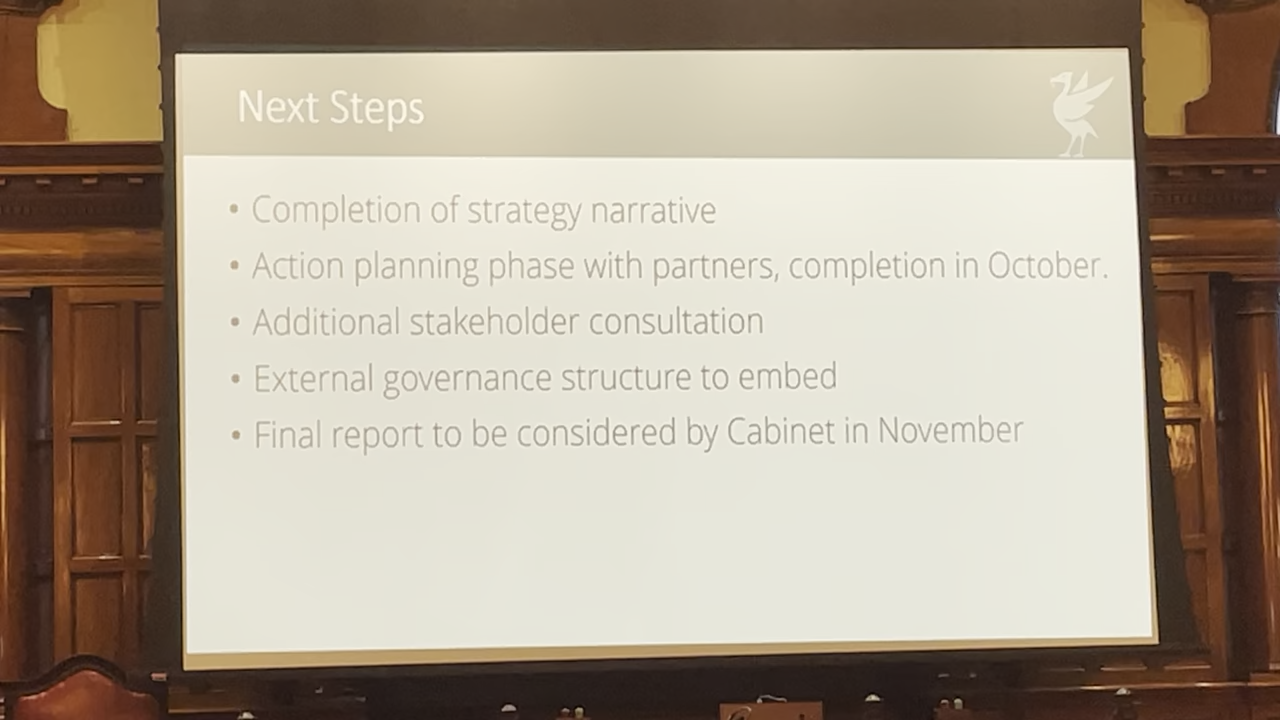 Next Steps
• Completion of strategy narrative
• Action planning phase with partners, completion in October.
• Additional stakeholder consultation
• External governance structure to embed
• Final report to be considered by Cabinet in November